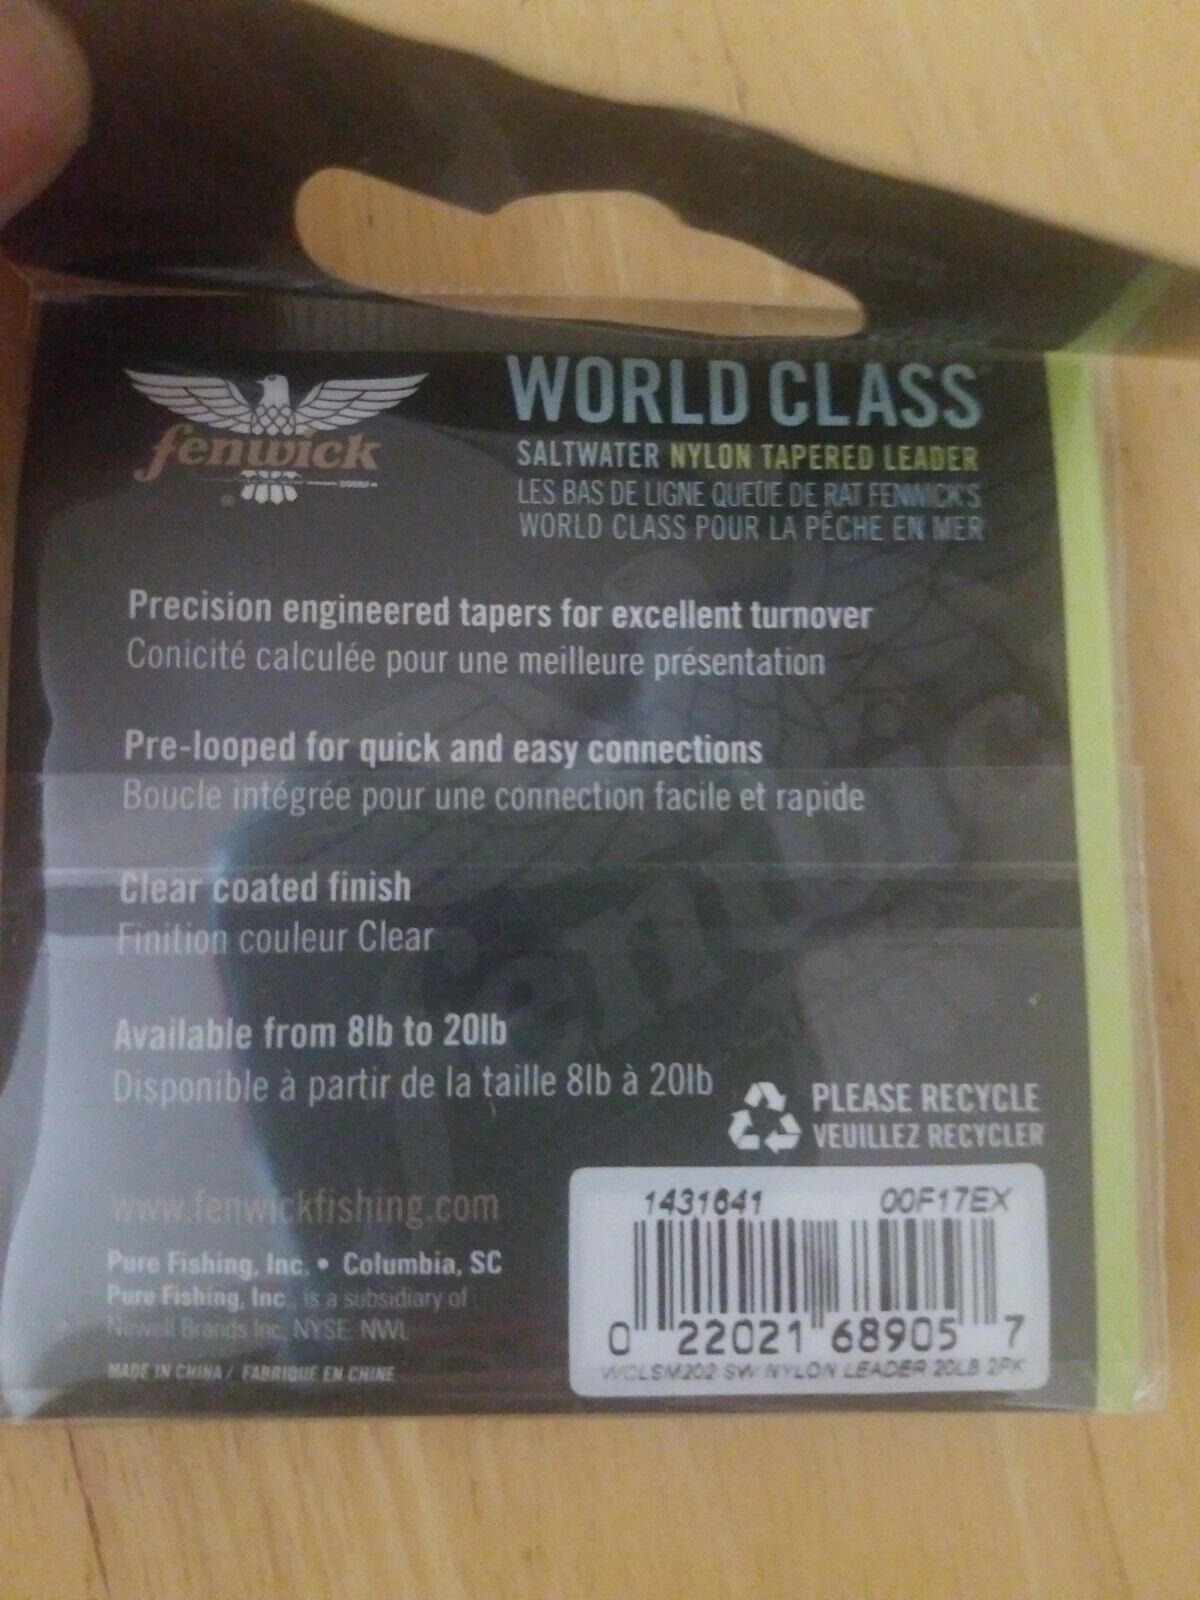 fenwick
®
WORLD CLASS™
SALTWATER NYLON TAPERED LEADER
LES BAS DE LIGNE QUEUE DE RAT FENWICK'S
WORLD CLASS POUR LA PÊCHE EN MER
Precision engineered tapers for excellent turnover
Conicité calculée pour une meilleure présentation
Pre-looped for quick and easy connections
Boucle intégrée pour une connection facile et rapide
Clear coated finish
Finition couleur Clear
Available from 8lb to 20lb
Disponible à partir de la taille 8lb à 20lb
PLEASE RECYCLE
VEUILLEZ RECYCLER
www.fenwickfishing.com
Pure Fishing, Inc. • Columbia, SC
Pure Fishing, Inc., is a subsidiary of
Newell Brands Inc, NYSE: NWL
MADE IN CHINA / FABRIQUE EN CHINE
1431641 00F17EX
0 22021 68905 7
WCLSM202 SW NYLON LEADER 20LB 2PK
fenwick